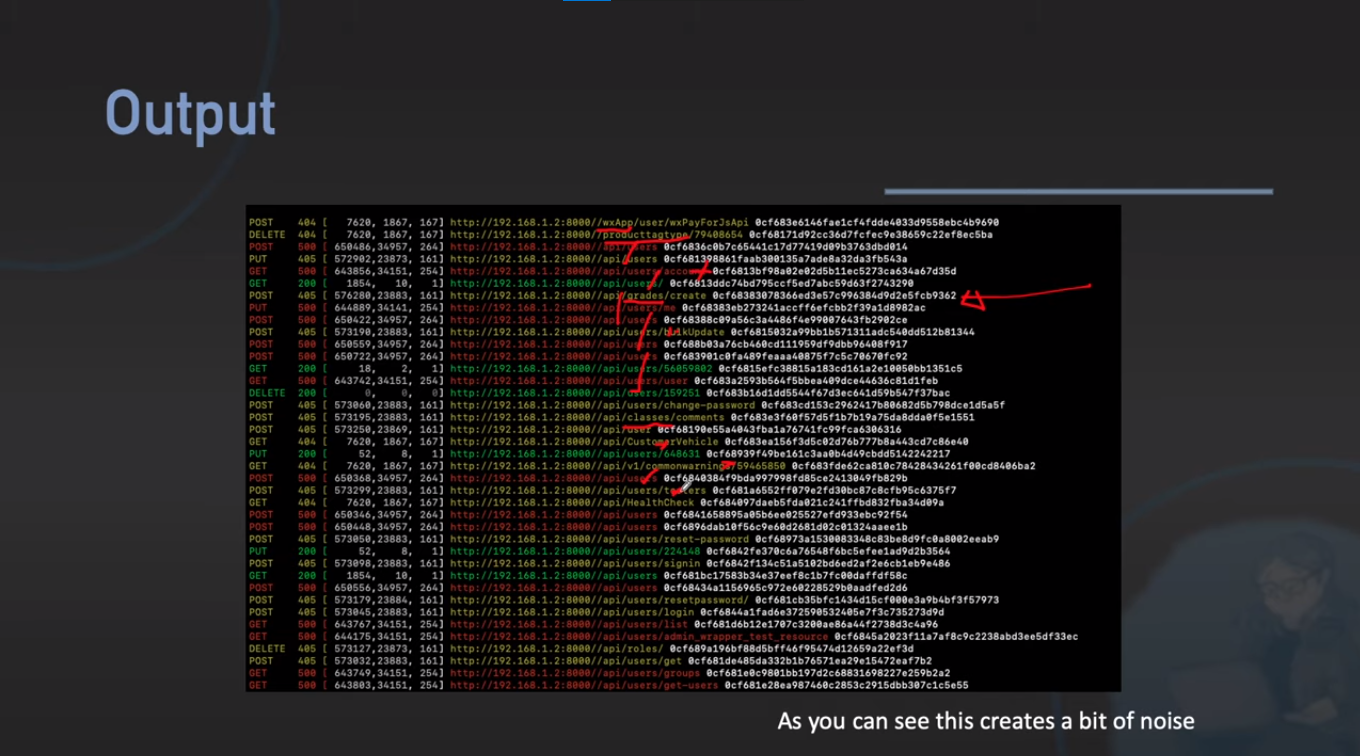 Output
POST 404 [ 7620, 1867, 167] http://192.168.1.2:8000//wxApp/user/wxPayForJsApi 0cf683e6146fae1cf4fdde4033d9558ebc4b9690
DELETE 404 [ 7620, 1867, 167] http://192.168.1.2:8000//producttagtype/79408654 0cf68171d92cc36d7fcfec9e38659c22ef8ec5ba
POST 500 [ 650486,34957, 264] http://192.168.1.2:8000//api/users 0cf6836c0b7c65441c17d77419d09b3763dbd014
PUT 405 [ 572902,23873, 161] http://192.168.1.2:8000//api/users 0cf681398861faab300135a7ade8a32da3fb543a
GET 500 [ 643856,34151, 254] http://192.168.1.2:8000//api/users/account 0cf6813bf98a02e02d5b11ec5273ca634a67d35d
GET 200 [ 1854, 10, 1] http://192.168.1.2:8000//api/users/ 0cf6813ddc74bd795ccf5ed7abc59d63f2743290
POST 405 [ 576280,23883, 161] http://192.168.1.2:8000//api/grades/create 0cf68383078366ed3e57c996384d9d2e5fcb9362
PUT 500 [ 644889,34141, 254] http://192.168.1.2:8000//api/users/me 0cf68383eb273241accff6efcbb2f39a1d8982ac
POST 500 [ 650422,34957, 264] http://192.168.1.2:8000//api/users 0cf68388c09a56c3a4486f4e99007643fb2902ce
POST 405 [ 573190,23883, 161] http://192.168.1.2:8000//api/users/bulkUpdate 0cf6815032a99bb1b571311adc540dd512b81344
POST 500 [ 650559,34957, 264] http://192.168.1.2:8000//api/users 0cf688b03a76cb460cd111959df9dbb96408f917
POST 500 [ 650722,34957, 264] http://192.168.1.2:8000//api/users 0cf683901c0fa489feaaa40875f7c5c70670fc92
GET 200 [ 18, 2, 1] http://192.168.1.2:8000//api/users/56059802 0cf6815efc38815a183cd161a2e10050bb1351c5
GET 500 [ 643742,34151, 254] http://192.168.1.2:8000//api/users/user 0cf683a2593b564f5bbea409dce44636c81d1feb
DELETE 200 [ 0, 0, 0] http://192.168.1.2:8000//api/users/159251 0cf683b16d1dd5544f67d3ec641d59b547f37bac
POST 405 [ 573060,23883, 161] http://192.168.1.2:8000//api/users/change-password 0cf683cd153c2962417b80682d5b798dce1d5a5f
POST 405 [ 573195,23883, 161] http://192.168.1.2:8000//api/classes/comments 0cf683e3f60f57d5f1b7b19a75da8dda0f5e1551
POST 405 [ 573250,23869, 161] http://192.168.1.2:8000//api/user 0cf68190e55a4043fba1a76741fc99fca6306316
GET 404 [ 7620, 1867, 167] http://192.168.1.2:8000//api/CustomerVehicle 0cf683ea156f3d5c02d76b777b8a443cd7c86e40
PUT 200 [ 52, 8, 1] http://192.168.1.2:8000//api/users/648631 0cf68939f49be161c3aa0b4d49cbdd5142242217
GET 404 [ 7620, 1867, 167] http://192.168.1.2:8000//api/v1/commonwarning/759465850 0cf683fde62ca810c78428434261f00cd8406ba2
POST 500 [ 650368,34957, 264] http://192.168.1.2:8000//api/users 0cf6840384f9bda997998fd85ce2413049fb829b
POST 405 [ 573299,23883, 161] http://192.168.1.2:8000//api/users/testers 0cf681a6552ff079e2fd30bc87c8cfb95c6375f7
GET 404 [ 7620, 1867, 167] http://192.168.1.2:8000//api/HealthCheck 0cf684097daeb5fda021c241ffbd832fba34d09a
POST 500 [ 650346,34957, 264] http://192.168.1.2:8000//api/users 0cf6841658895a05b6ee025527efd933ebc92f54
POST 500 [ 650448,34957, 264] http://192.168.1.2:8000//api/users 0cf6896dab10f56c9e60d2681d02c01324aaee1b
POST 405 [ 573050,23883, 161] http://192.168.1.2:8000//api/users/reset-password 0cf68973a1530083348c83be8d9fc0a8002eeab9
PUT 200 [ 52, 8, 1] http://192.168.1.2:8000//api/users/224148 0cf6842fe370c6a76548f6bc5efee1ad9d2b3564
POST 405 [ 573098,23883, 161] http://192.168.1.2:8000//api/users/signin 0cf6842f134c51a5102bd6ed2af2e6cb1eb9e486
GET 200 [ 1854, 10, 1] http://192.168.1.2:8000//api/users 0cf681bc17583b34e37eef8c1b7fc00daffdf58c
POST 500 [ 650556,34957, 264] http://192.168.1.2:8000//api/users 0cf68434a1156965c972e60228529b0aadfed2d6
POST 405 [ 573179,23884, 161] http://192.168.1.2:8000//api/users/resetpassword/ 0cf681cb35bfc1434d15cf000e3a9b4bf3f57973
POST 405 [ 573045,23883, 161] http://192.168.1.2:8000//api/users/login 0cf6844a1fad6e372590532405e7f3c735273d9d
GET 500 [ 643767,34151, 254] http://192.168.1.2:8000//api/users/list 0cf681d6b12e1707c3200ae86a44f2738d3c4a96
GET 500 [ 644175,34151, 254] http://192.168.1.2:8000//api/users/admin_wrapper_test_resource 0cf6845a2023f11a7af8c9c2238abd3ee5df33ec
DELETE 405 [ 573127,23873, 161] http://192.168.1.2:8000//api/roles/ 0cf689a196bf88d5bff46f95474d12659a22ef3d
POST 405 [ 573032,23883, 161] http://192.168.1.2:8000//api/users/get 0cf681de485da332b1b76571ea29e15472eaf7b2
GET 500 [ 643749,34151, 254] http://192.168.1.2:8000//api/users/groups 0cf681e0c9801bb197d2c68831698227e259b2a2
GET 500 [ 643803,34151, 254] http://192.168.1.2:8000//api/users/get-users 0cf681e28ea987460c2853c2915dbb307c1c5e55
As you can see this creates a bit of noise